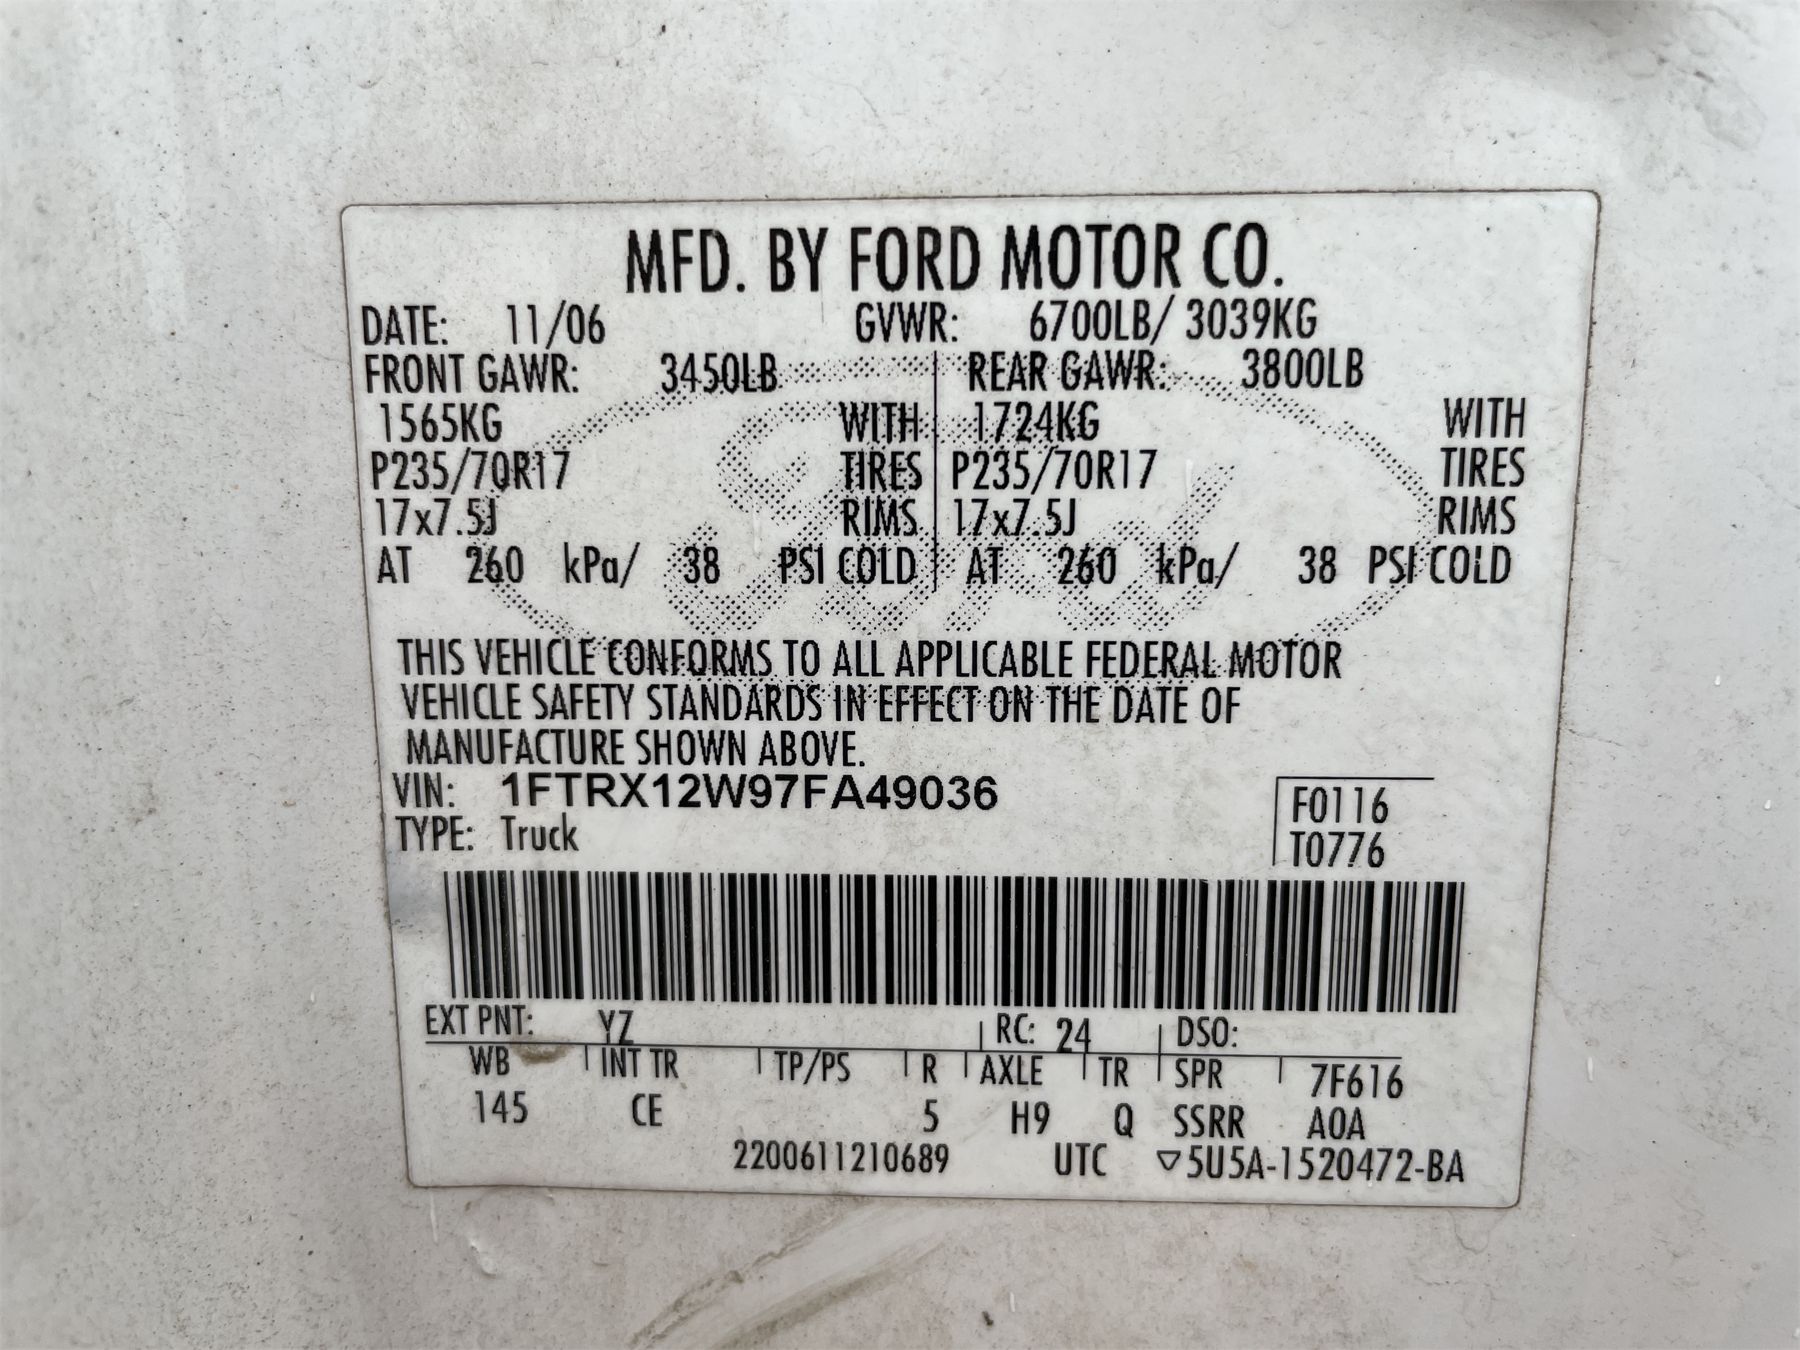 MFD. BY FORD MOTOR CO.
DATE: 11/06 GVWR: 6700LB/ 3039KG
FRONT GAWR: 3450LB REAR GAWR: 3800LB
1565KG WITH 1724KG WITH
P235/70R17 TIRES P235/70R17 TIRES
17x7.5J RIMS 17x7.5J RIMS
AT 260 kPa/ 38 PSI COLD AT 260 kPa/ 38 PSI COLD
Ford
THIS VEHICLE CONFORMS TO ALL APPLICABLE FEDERAL MOTOR
VEHICLE SAFETY STANDARDS IN EFFECT ON THE DATE OF
MANUFACTURE SHOWN ABOVE.
VIN: 1FTRX12W97FA49036 F0116
TYPE: Truck T0776
EXT PNT: YZ RC: 24 DSO:
WB INT TR TP/PS R AXLE TR SPR 7F616
145 CE 5 H9 Q SSRR AOA
2200611210689 UTC ▽5U5A-1520472-BA